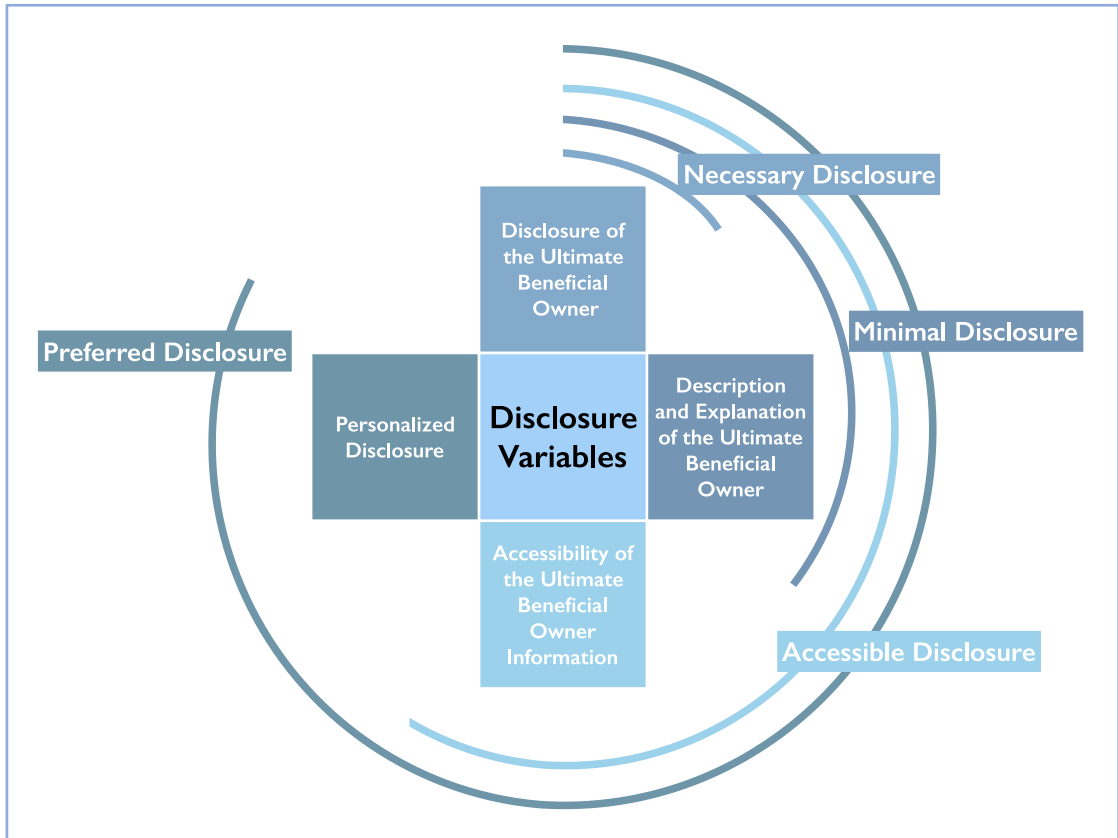 Necessary Disclosure
Disclosure of
the Ultimate
Beneficial
Owner
Minimal Disclosure
Preferred Disclosure
Personalized
Disclosure
Disclosure
Variables
Description
and Explanation
of the Ultimate
Beneficial
Owner
Accessibility of
the Ultimate
Beneficial
Owner
Information
Accessible Disclosure